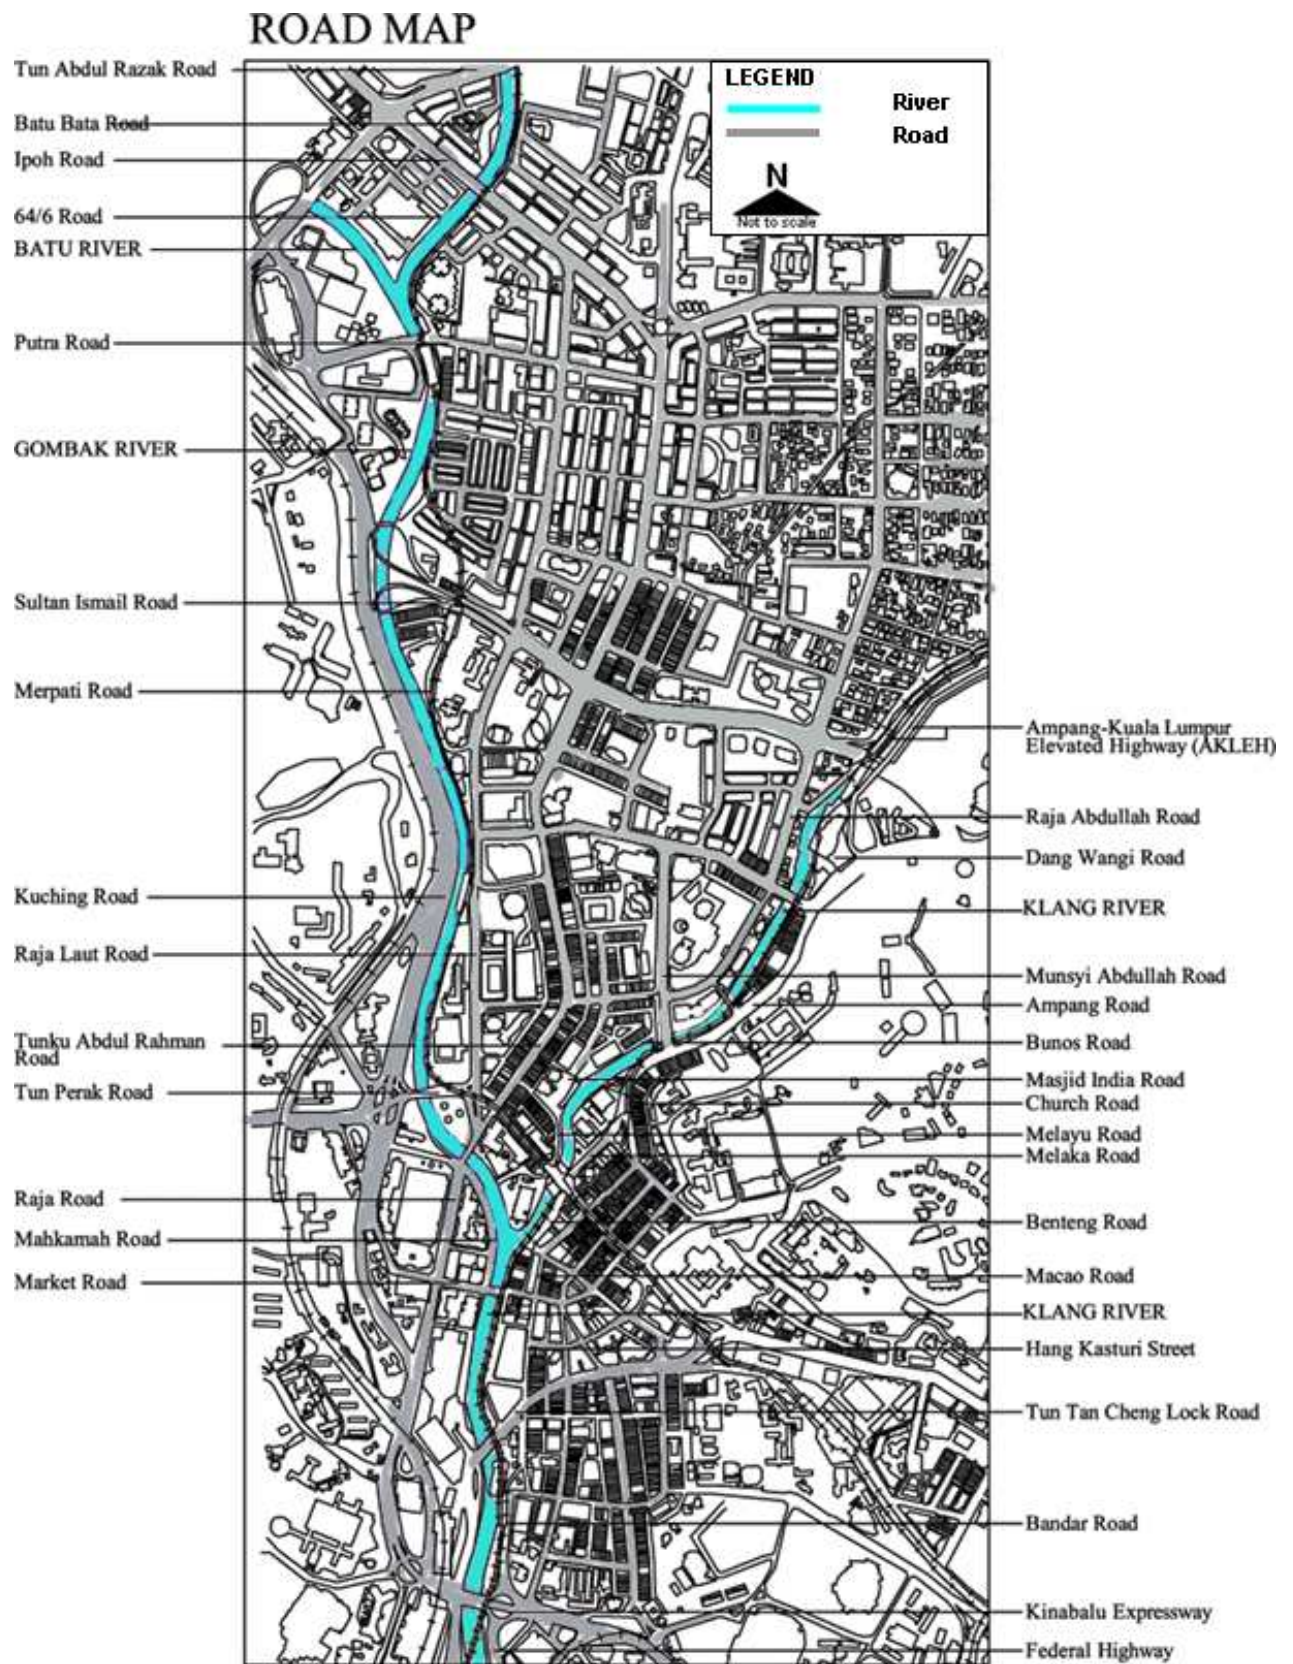 ROAD MAP
LEGEND
River
Road
N
Not to scale
Tun Abdul Razak Road
Batu Bata Road
Ipoh Road
64/6 Road
BATU RIVER
Putra Road
GOMBAK RIVER
Sultan Ismail Road
Merpati Road
Kuching Road
Raja Laut Road
Tunku Abdul Rahman
Road
Tun Perak Road
Raja Road
Mahkamah Road
Market Road
Ampang-Kuala Lumpur
Elevated Highway (AKLEH)
Raja Abdullah Road
Dang Wangi Road
KLANG RIVER
Munsyi Abdullah Road
Ampang Road
Bunos Road
Masjid India Road
Church Road
Melayu Road
Melaka Road
Benteng Road
Macao Road
KLANG RIVER
Hang Kasturi Street
Tun Tan Cheng Lock Road
Bandar Road
Kinabalu Expressway
Federal Highway